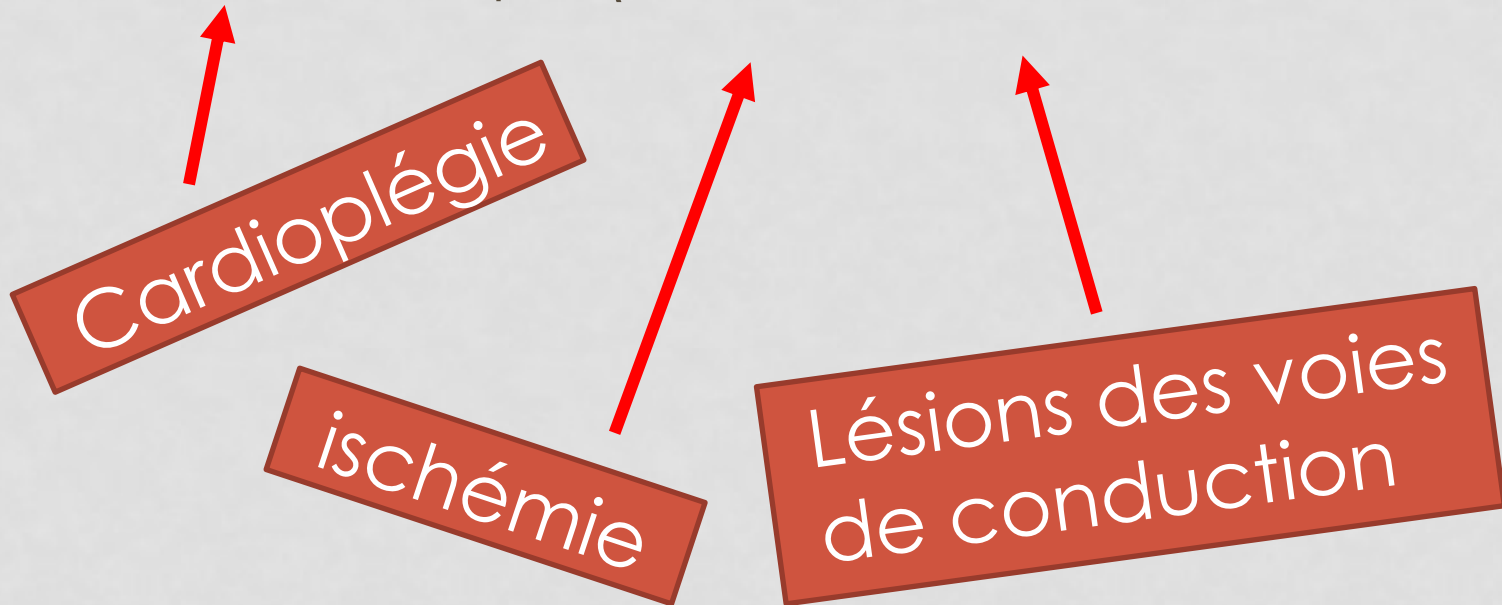 Cardioplégie
ischémie
Lésions des voies
de conduction